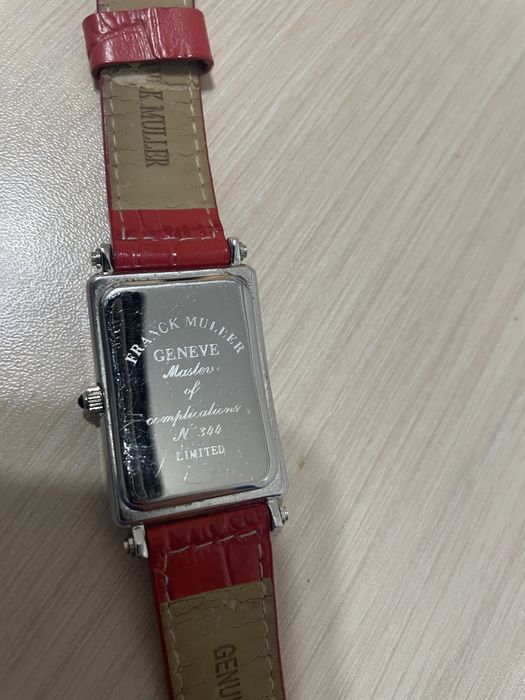 K MULLER
FRANCK MULLER
GENEVE
Master
of
complications
N° 344
LIMITED
GENU